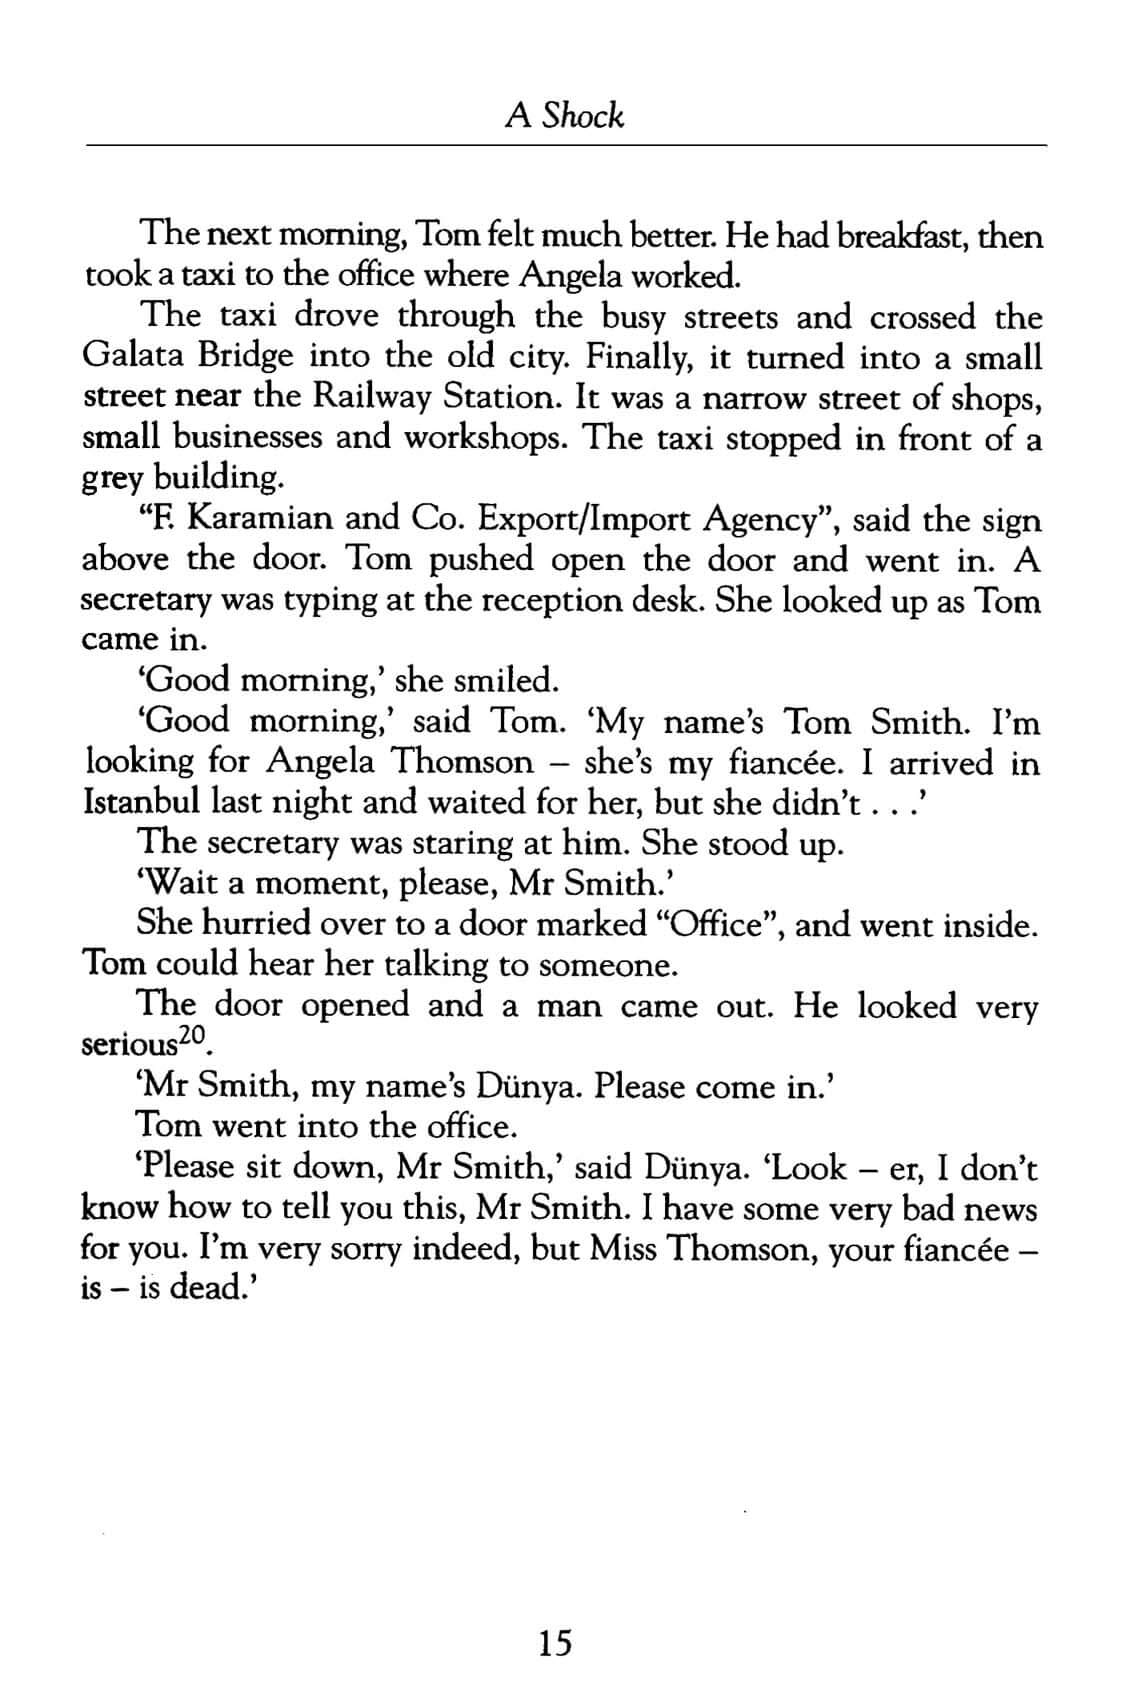 A Shock
The next morning, Tom felt much better. He had breakfast, then
took a taxi to the office where Angela worked.
The taxi drove through the busy streets and crossed the
Galata Bridge into the old city. Finally, it turned into a small
street near the Railway Station. It was a narrow street of shops,
small businesses and workshops. The taxi stopped in front of a
grey building.
“F. Karamian and Co. Export/Import Agency”, said the sign
above the door. Tom pushed open the door and went in. A
secretary was typing at the reception desk. She looked up as Tom
came in.
‘Good morning,’ she smiled.
‘Good morning,’ said Tom. ‘My name’s Tom Smith. I’m
looking for Angela Thomson – she’s my fiancée. I arrived in
Istanbul last night and waited for her, but she didn’t . . .’
The secretary was staring at him. She stood up.
‘Wait a moment, please, Mr Smith.’
She hurried over to a door marked “Office”, and went inside.
Tom could hear her talking to someone.
The door opened and a man came out. He looked very
serious²⁰.
‘Mr Smith, my name’s Dünya. Please come in.’
Tom went into the office.
‘Please sit down, Mr Smith,’ said Dünya. ‘Look – er, I don’t
know how to tell you this, Mr Smith. I have some very bad news
for you. I’m very sorry indeed, but Miss Thomson, your fiancée –
is – is dead.’
15